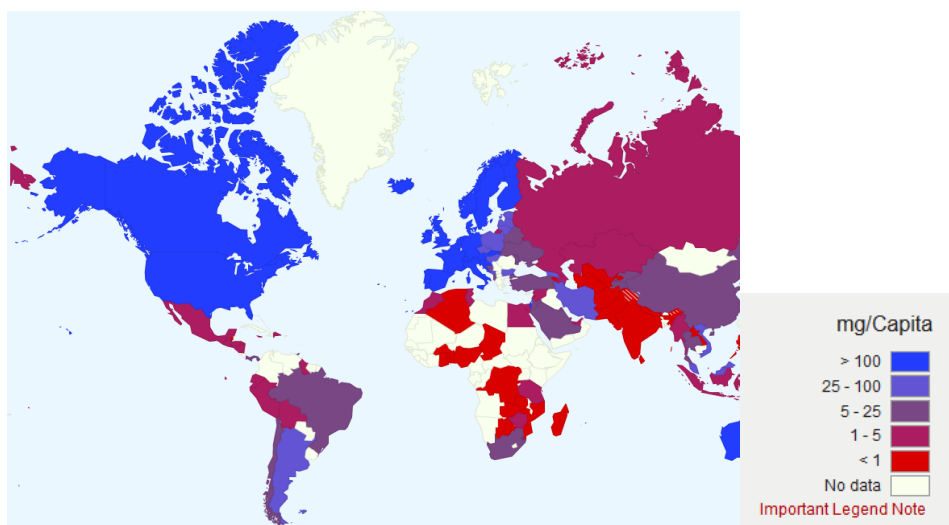 mg/Capita
> 100
25 - 100
5 - 25
1 - 5
< 1
No data
Important Legend Note